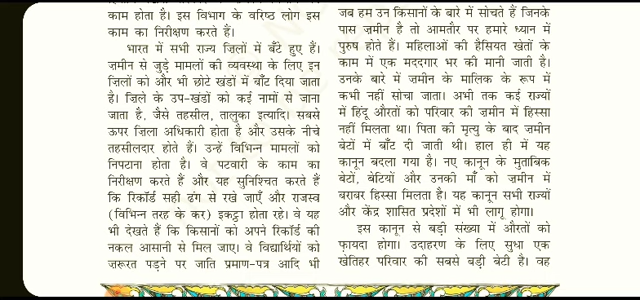 काम होता है। इस विभाग के वरिष्ठ लोग इस
काम का निरीक्षण करते हैं।
भारत में सभी राज्य ज़िलों में बँटे हुए हैं।
ज़मीन से जुड़े मामलों की व्यवस्था के लिए इन
ज़िलों को और भी छोटे खंडों में बाँट दिया जाता
है। ज़िले के उप-खंडों को कई नामों से जाना
जाता है, जैसे तहसील, तालुका इत्यादि। सबसे
ऊपर ज़िला अधिकारी होता है और उसके नीचे
तहसीलदार होते हैं। उन्हें विभिन्न मामलों को
निपटाना होता है। वे पटवारी के काम का
निरीक्षण करते हैं और यह सुनिश्चित करते हैं
कि रिकॉर्ड सही ढंग से रखे जाएँ और राजस्व
(विभिन्न तरह के कर) इकट्ठा होता रहे। वे यह
भी देखते हैं कि किसानों को अपने रिकॉर्ड की
नकल आसानी से मिल जाए। वे विद्यार्थियों को
ज़रूरत पड़ने पर जाति प्रमाण-पत्र आदि भी
जब हम उन किसानों के बारे में सोचते हैं जिनके
पास ज़मीन है तो आमतौर पर हमारे ध्यान में
पुरुष होते हैं। महिलाओं की हैसियत खेतों के
काम में एक मददगार भर की मानी जाती है।
उनके बारे में ज़मीन के मालिक के रूप में
कभी नहीं सोचा जाता। अभी तक कई राज्यों
में हिंदू औरतों को परिवार की ज़मीन में हिस्सा
नहीं मिलता था। पिता की मृत्यु के बाद ज़मीन
बेटों में बाँट दी जाती थी। हाल ही में यह
कानून बदला गया है। नए कानून के मुताबिक
बेटों, बेटियों और उनकी माँ को ज़मीन में
बराबर हिस्सा मिलता है। यह कानून सभी राज्यों
और केंद्र शासित प्रदेशों में भी लागू होगा।
इस कानून से बड़ी संख्या में औरतों को
फ़ायदा होगा। उदाहरण के लिए सुधा एक
खेतिहर परिवार की सबसे बड़ी बेटी है। वह